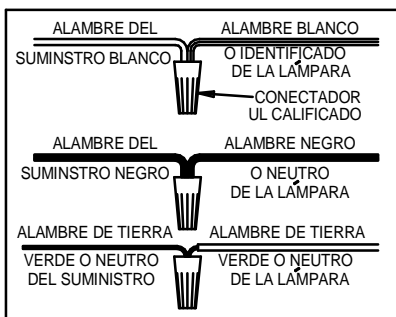 ALAMBRE DEL ALAMBRE BLANCO
SUMINSTRO BLANCO O IDENTIFICADO
DE LA LÁMPARA
CONECTADOR
UL CALIFICADO
ALAMBRE DEL ALAMBRE NEGRO
SUMINSTRO NEGRO O NEUTRO
DE LA LÁMPARA
ALAMBRE DE TIERRA ALAMBRE DE TIERRA
VERDE O NEUTRO VERDE O NEUTRO
DEL SUMINISTRO DE LA LÁMPARA